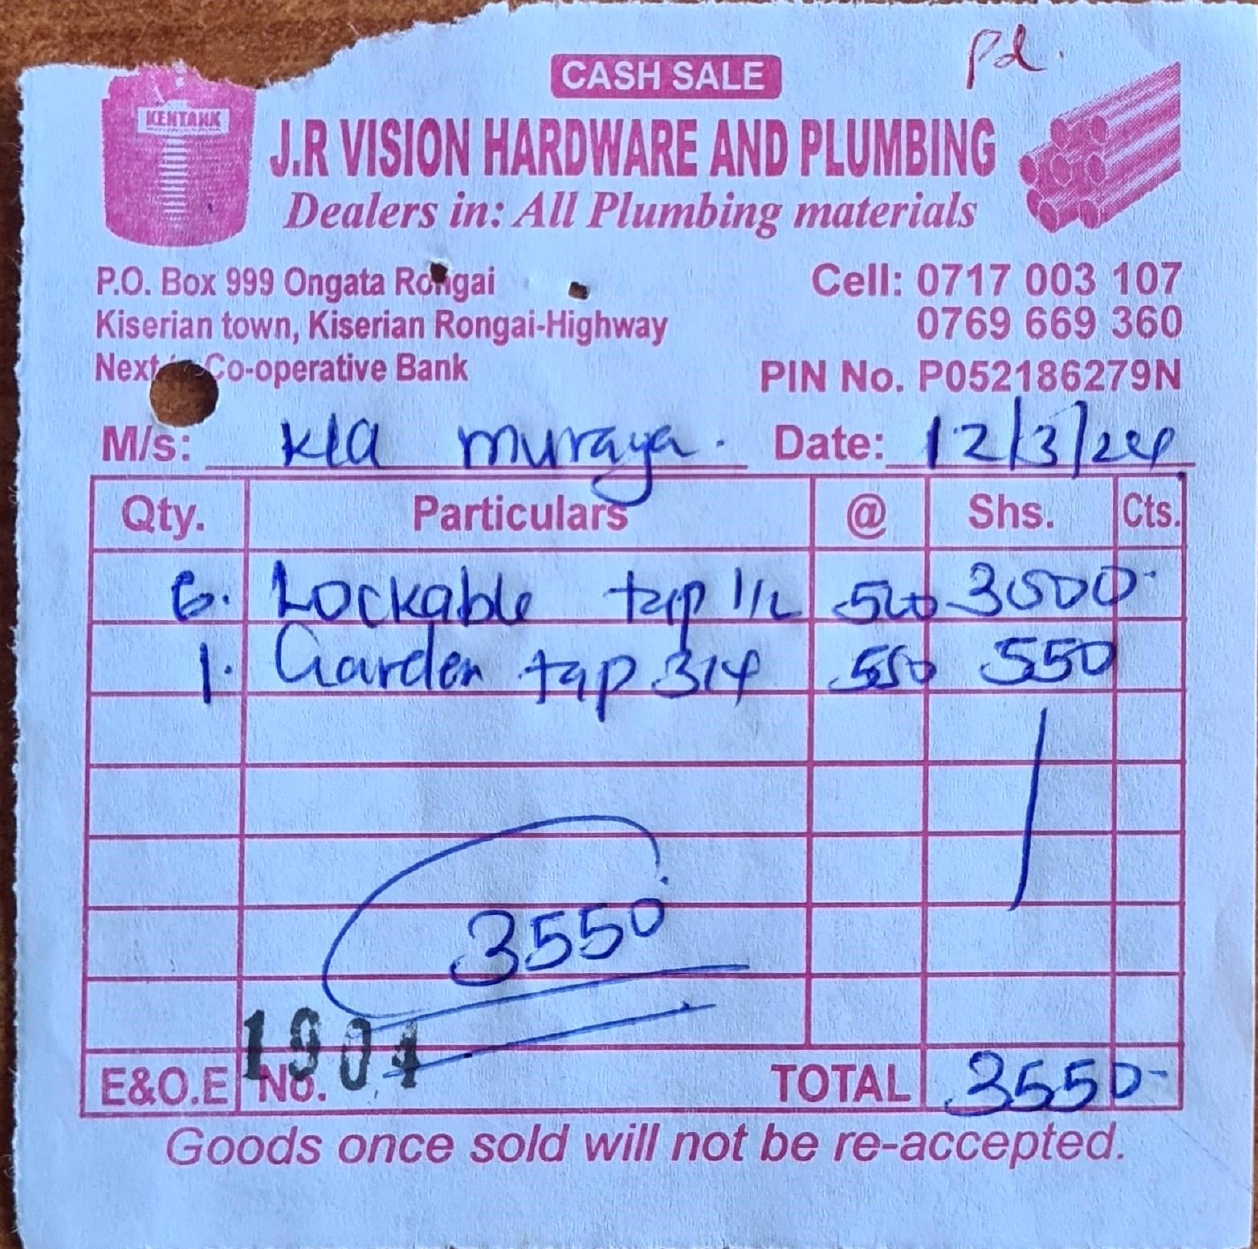 pd.
CASH SALE
KENTANK
J.R VISION HARDWARE AND PLUMBING
Dealers in: All Plumbing materials
P.O. Box 999 Ongata Rongai
Kiserian town, Kiserian Rongai-Highway
Next to Co-operative Bank
Cell: 0717 003 107
0769 669 360
PIN No. P052186279N
M/s: K1a muraya. Date: 12/3/24
Qty. Particulars @ Shs. Cts.
6. Lockable tap 1/2 500 3000-
1. Garden tap 3/4 550 550
3550
E&O.E No. 1904 TOTAL 3550-
Goods once sold will not be re-accepted.